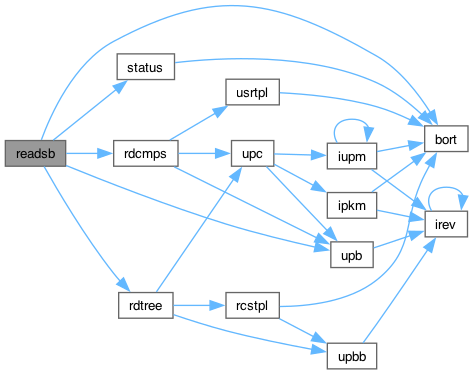 status
usrtpl
bort
readsb
rdcmps
upc
iupm
ipkm
irev
upb
rdtree
rcstpl
upbb